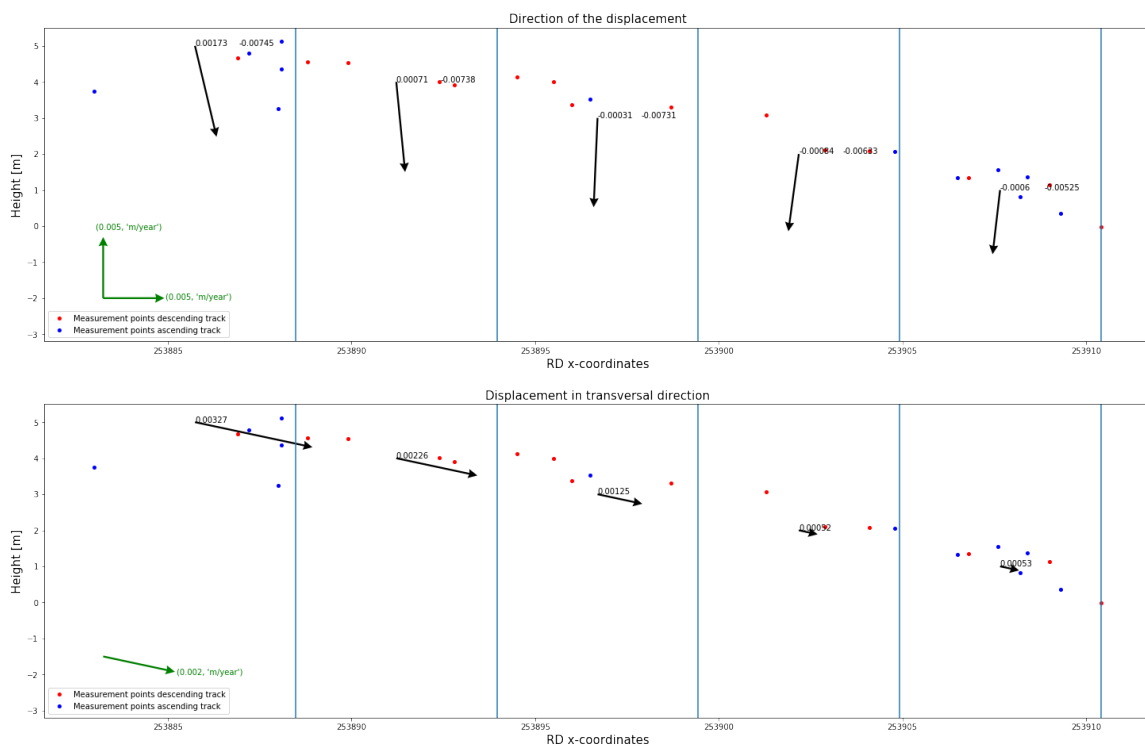 Direction of the displacement
Height [m]
5
4
3
2
1
0
−1
−2
−3
0.00173 -0.00745
0.00071 -0.00738
-0.00031 -0.00731
-0.00084 -0.00623
-0.0006 -0.00525
(0.005, 'm/year')
(0.005, 'm/year')
Measurement points descending track
Measurement points ascending track
253885 253890 253895 253900 253905 253910
RD x-coordinates
Displacement in transversal direction
Height [m]
5
4
3
2
1
0
−1
−2
−3
0.00327
0.00226
0.00125
0.00032
0.00053
(0.002, 'm/year')
Measurement points descending track
Measurement points ascending track
253885 253890 253895 253900 253905 253910
RD x-coordinates